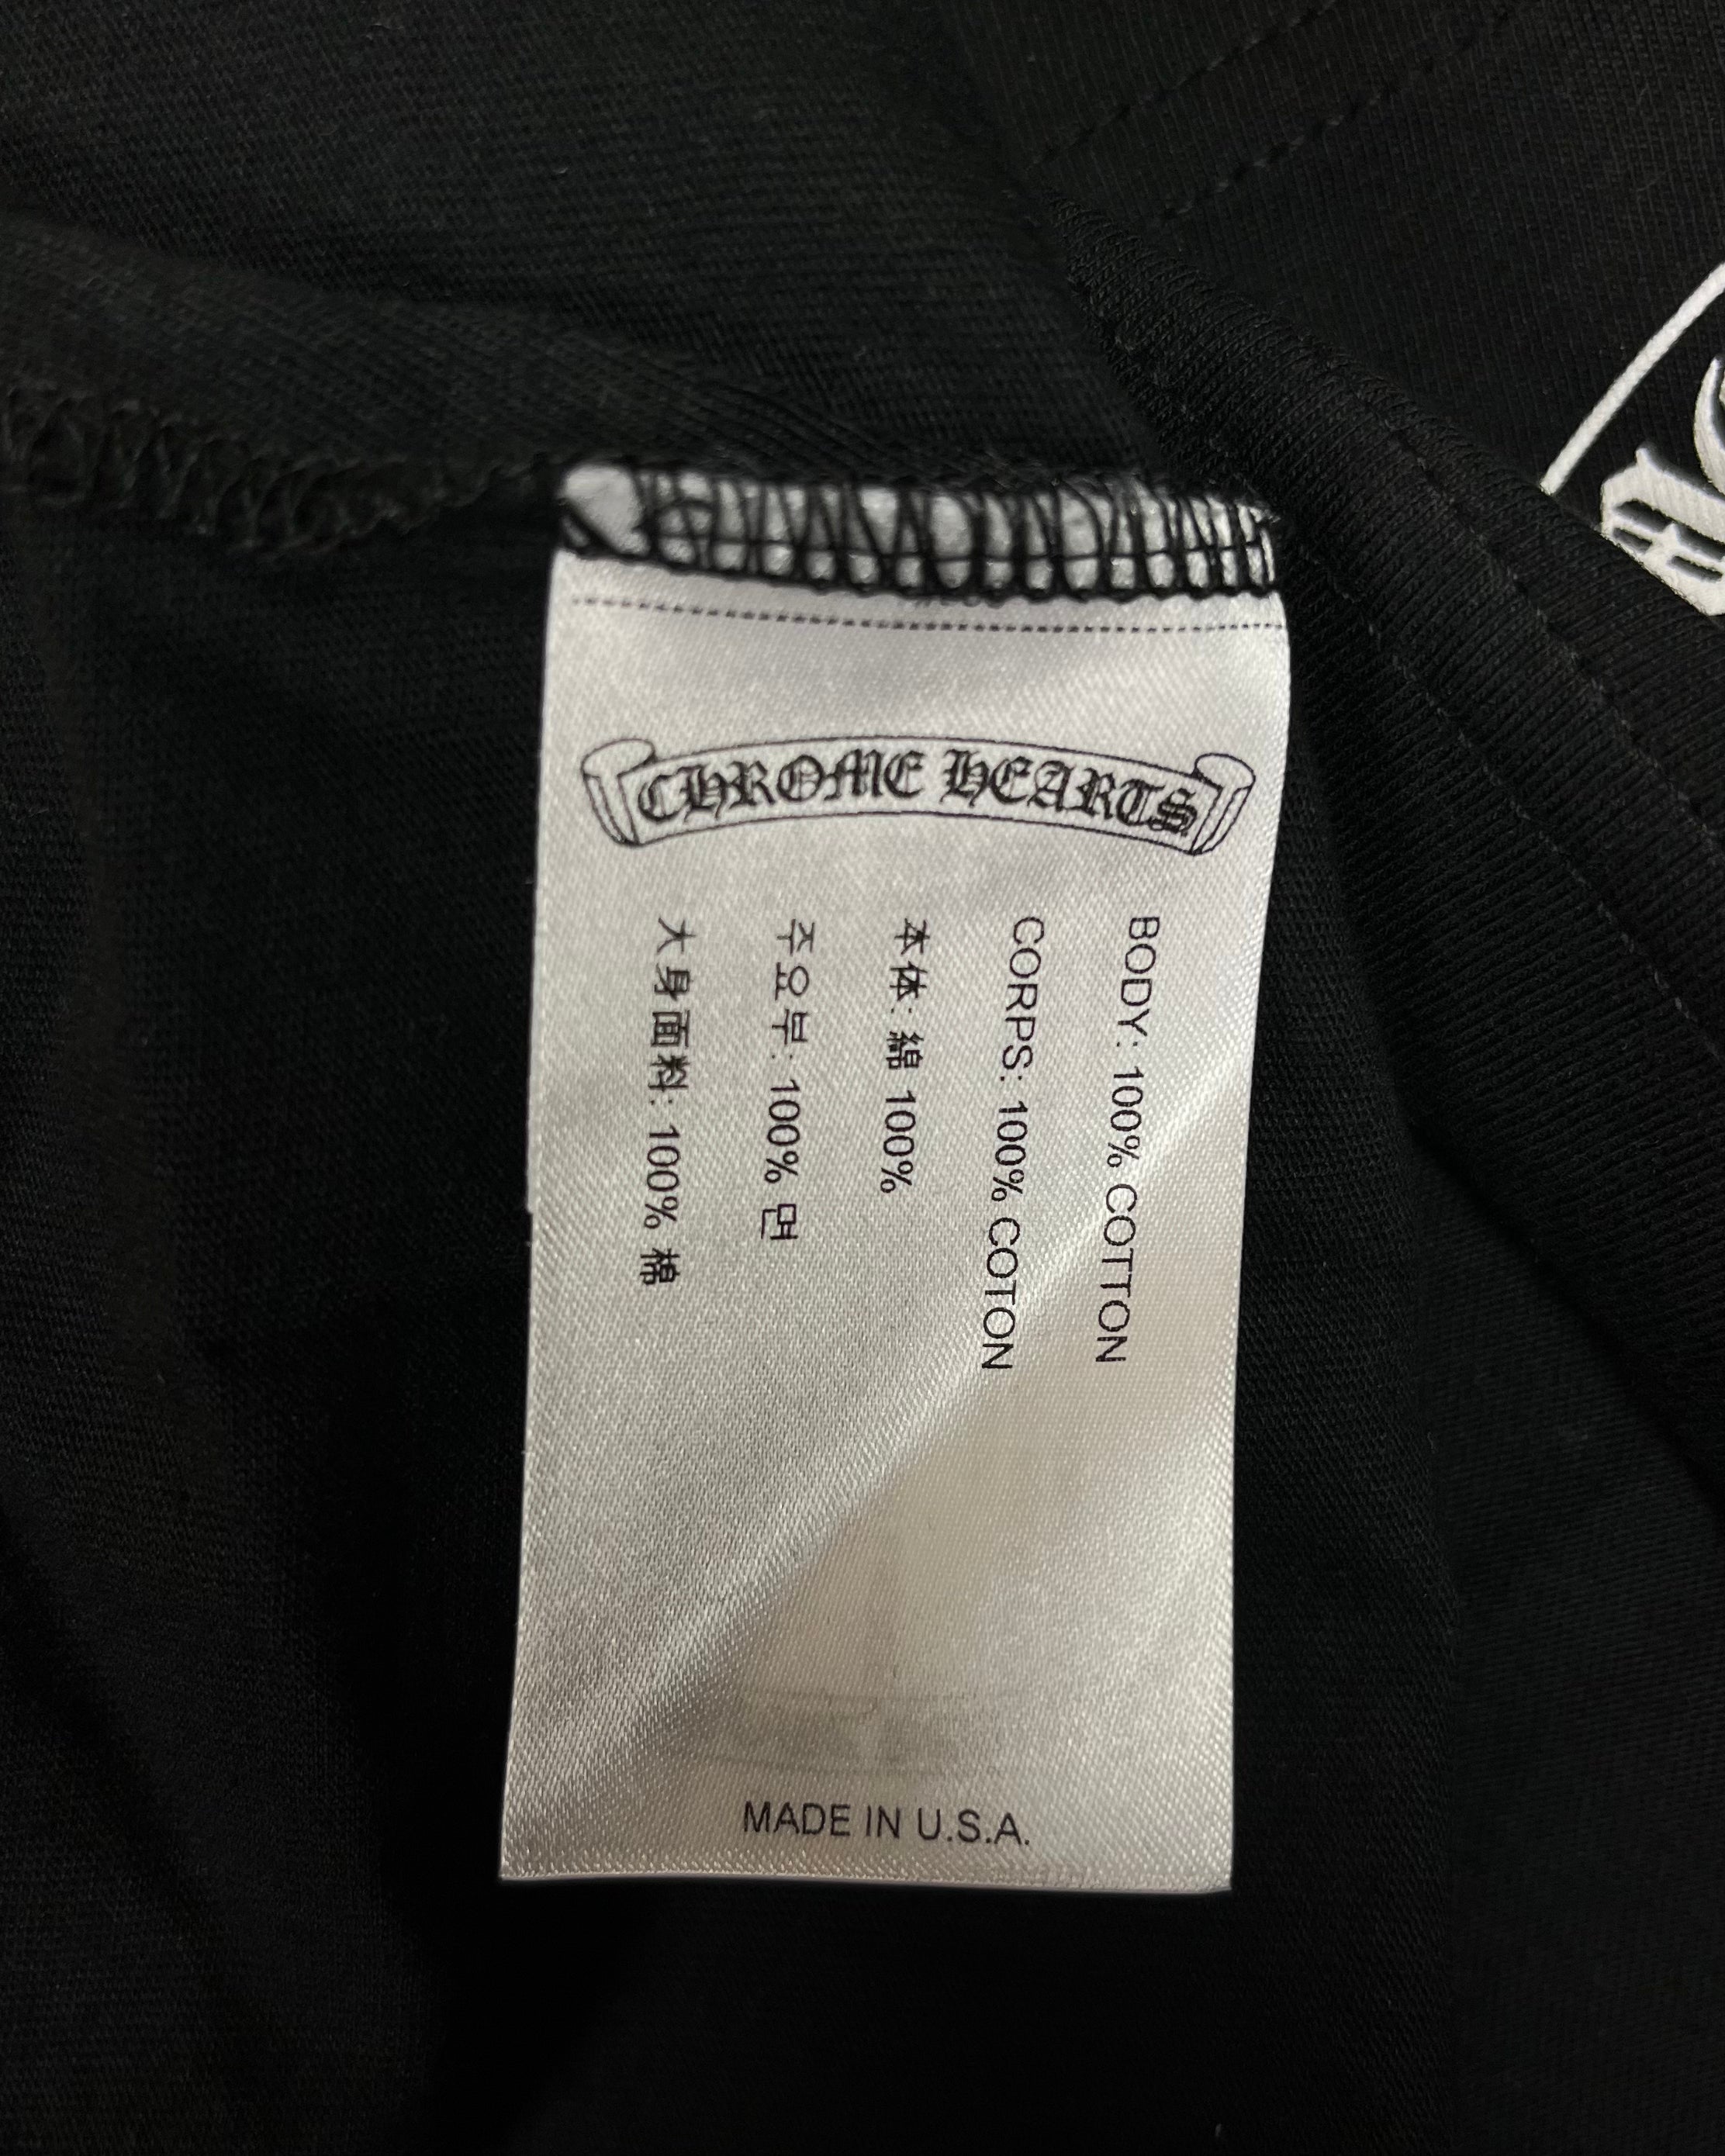 CHROME HEARTS
BODY: 100% COTTON
CORPS: 100% COTON
本体: 綿 100%
주요부: 100% 면
大身面料: 100% 棉
MADE IN U.S.A.